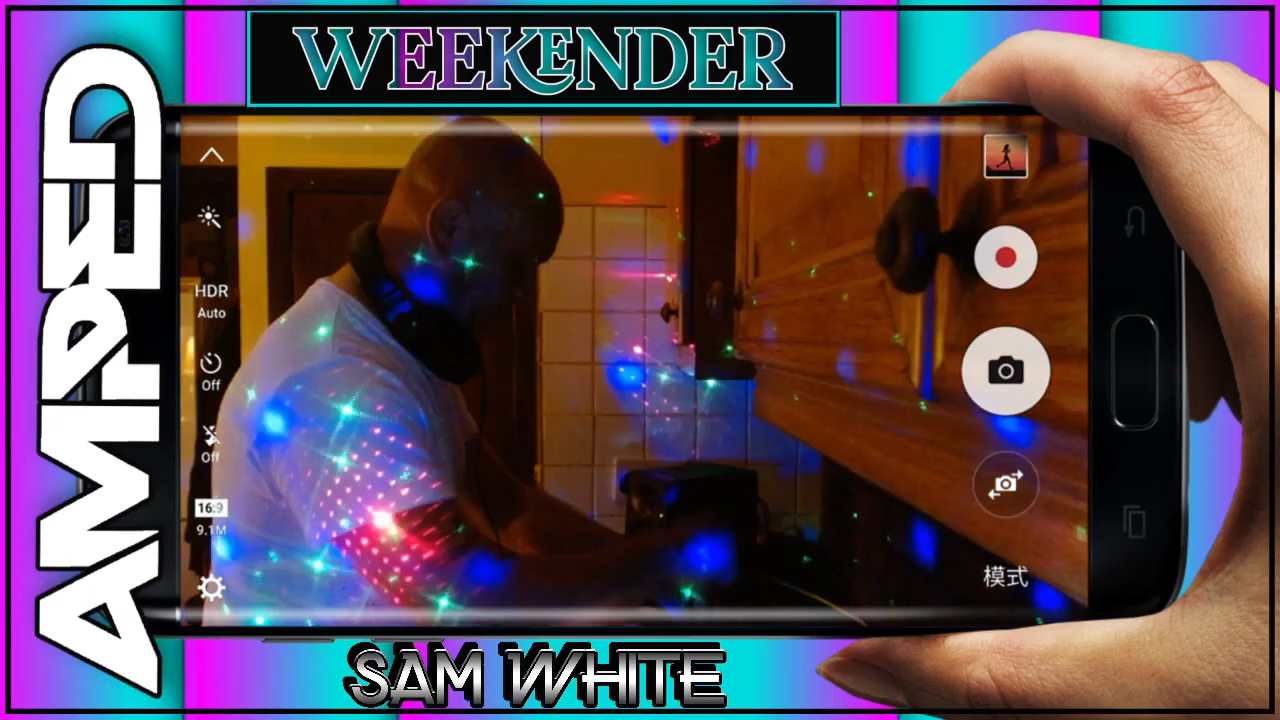 WEEKENDER
AMPED
HDR
Auto
Off
Off
16:9
9.1M
模式
SAM WHITE